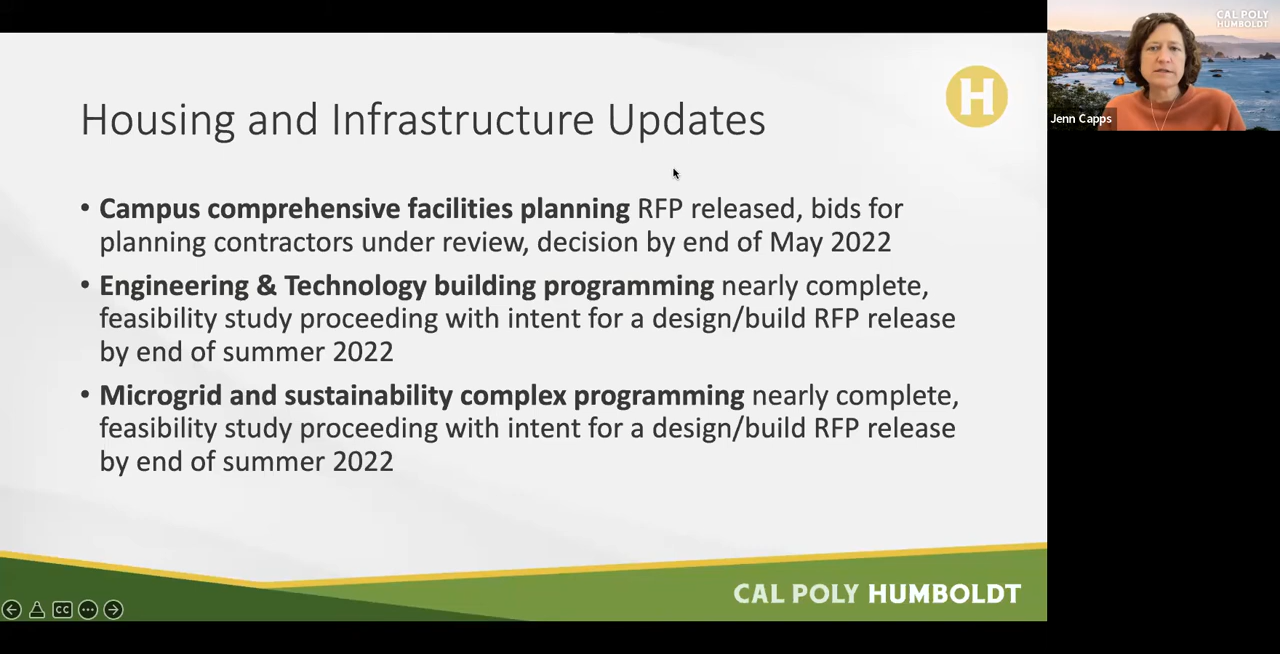 CAL POLY
HUMBOLDT
Jenn Capps
H
Housing and Infrastructure Updates
• Campus comprehensive facilities planning RFP released, bids for
planning contractors under review, decision by end of May 2022
• Engineering & Technology building programming nearly complete,
feasibility study proceeding with intent for a design/build RFP release
by end of summer 2022
• Microgrid and sustainability complex programming nearly complete,
feasibility study proceeding with intent for a design/build RFP release
by end of summer 2022
CAL POLY HUMBOLDT
CC